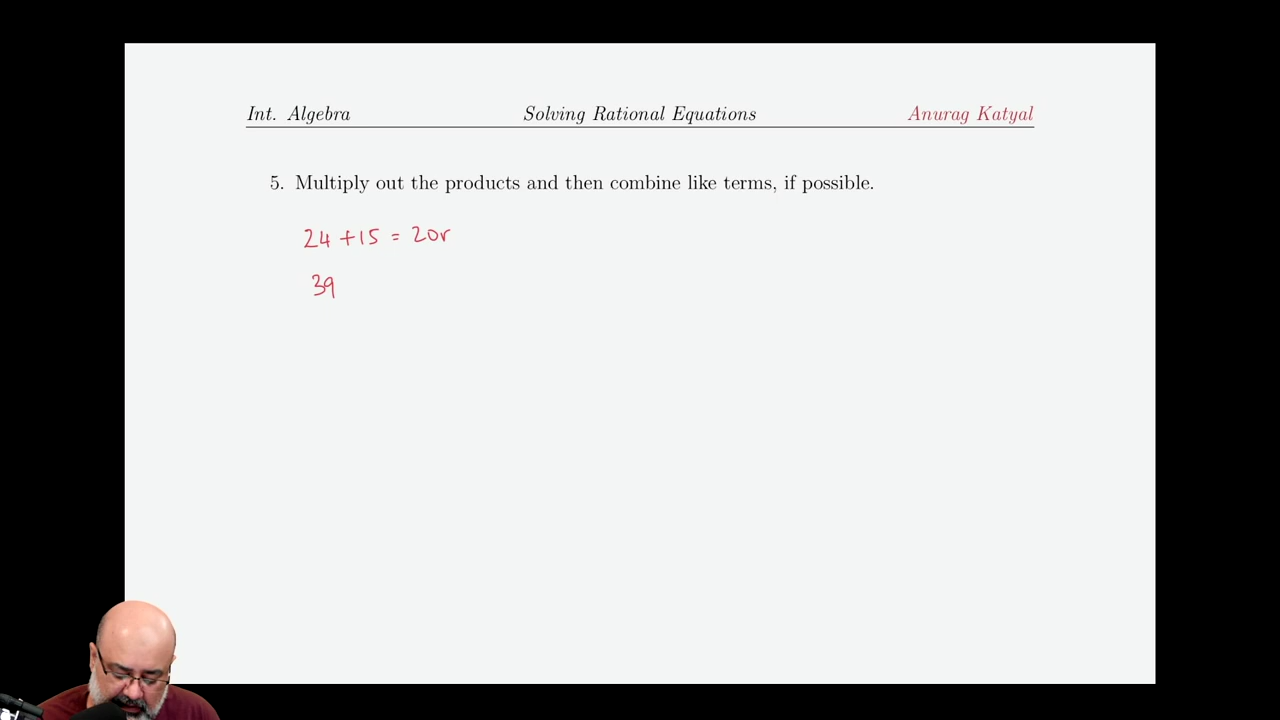 Int. Algebra Solving Rational Equations Anurag Katyal
5. Multiply out the products and then combine like terms, if possible.
24 + 15 = 20r
39